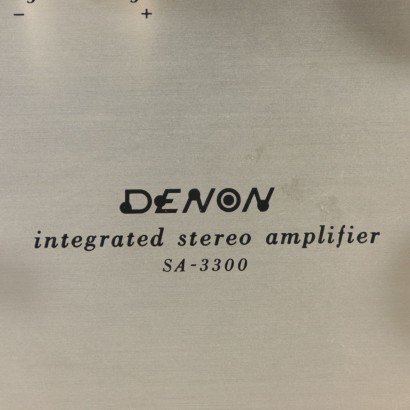 − +
DENON
integrated stereo amplifier
SA-3300